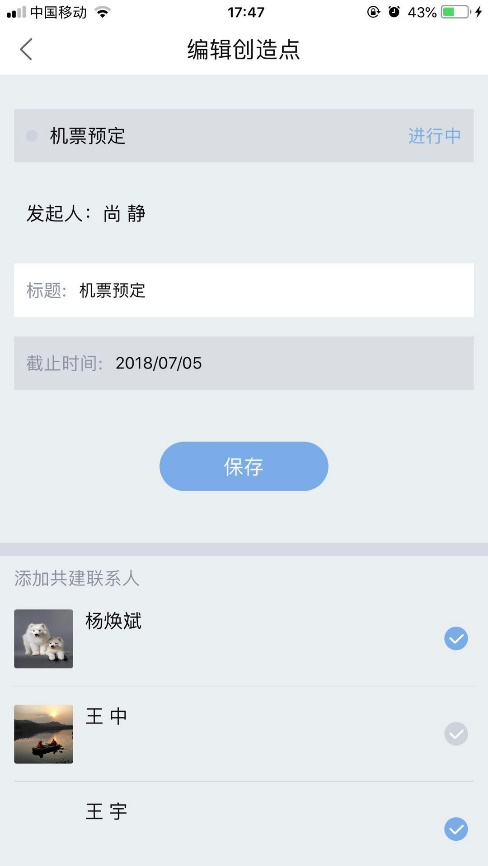 中国移动 17:47 43%
编辑创造点
机票预定 进行中
发起人：尚 静
标题: 机票预定
截止时间: 2018/07/05
保存
添加共建联系人
杨焕斌
王 中
王 宇